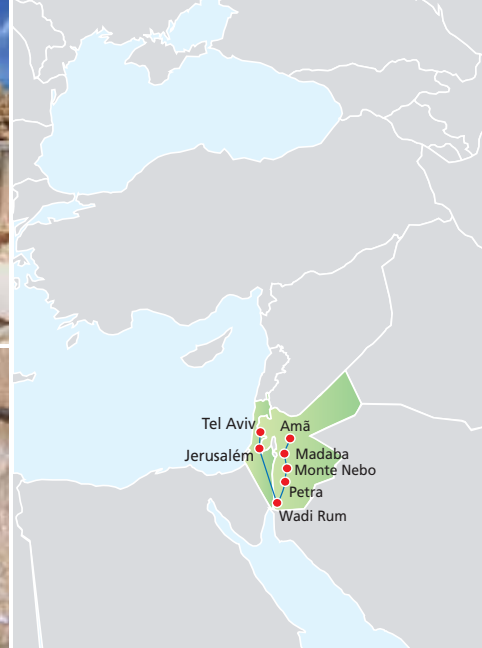 Tel Aviv
Amã
Jerusalém
Madaba
Monte Nebo
Petra
Wadi Rum